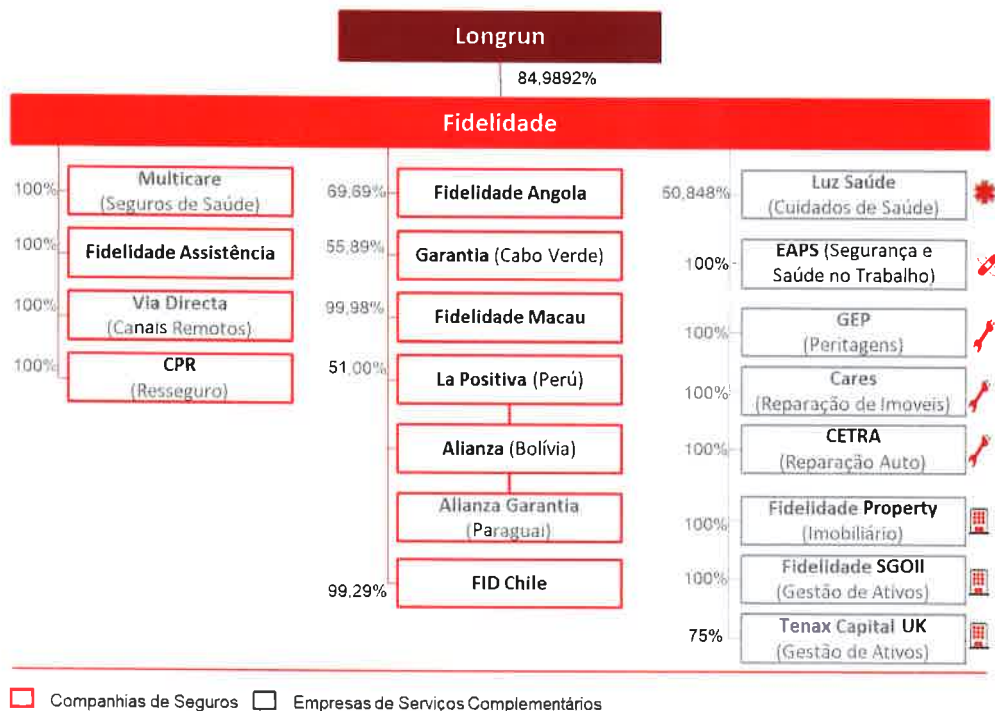 Longrun
84,9892%
Fidelidade
100%
Multicare
(Seguros de Saúde)
100%
Fidelidade Assistência
100%
Via Directa
(Canais Remotos)
100%
CPR
(Resseguro)
69,69%
Fidelidade Angola
55,89%
Garantia (Cabo Verde)
99,98%
Fidelidade Macau
51,00%
La Positiva (Perú)
Alianza (Bolívia)
Alianza Garantia
(Paraguai)
99,29%
FID Chile
50,848%
Luz Saúde
(Cuidados de Saúde)
100%
EAPS (Segurança e
Saúde no Trabalho)
100%
GEP
(Peritagens)
100%
Cares
(Reparação de Imoveis)
100%
CETRA
(Reparação Auto)
100%
Fidelidade Property
(Imobiliário)
100%
Fidelidade SGOII
(Gestão de Ativos)
75%
Tenax Capital UK
(Gestão de Ativos)
Companhias de Seguros
Empresas de Serviços Complementários